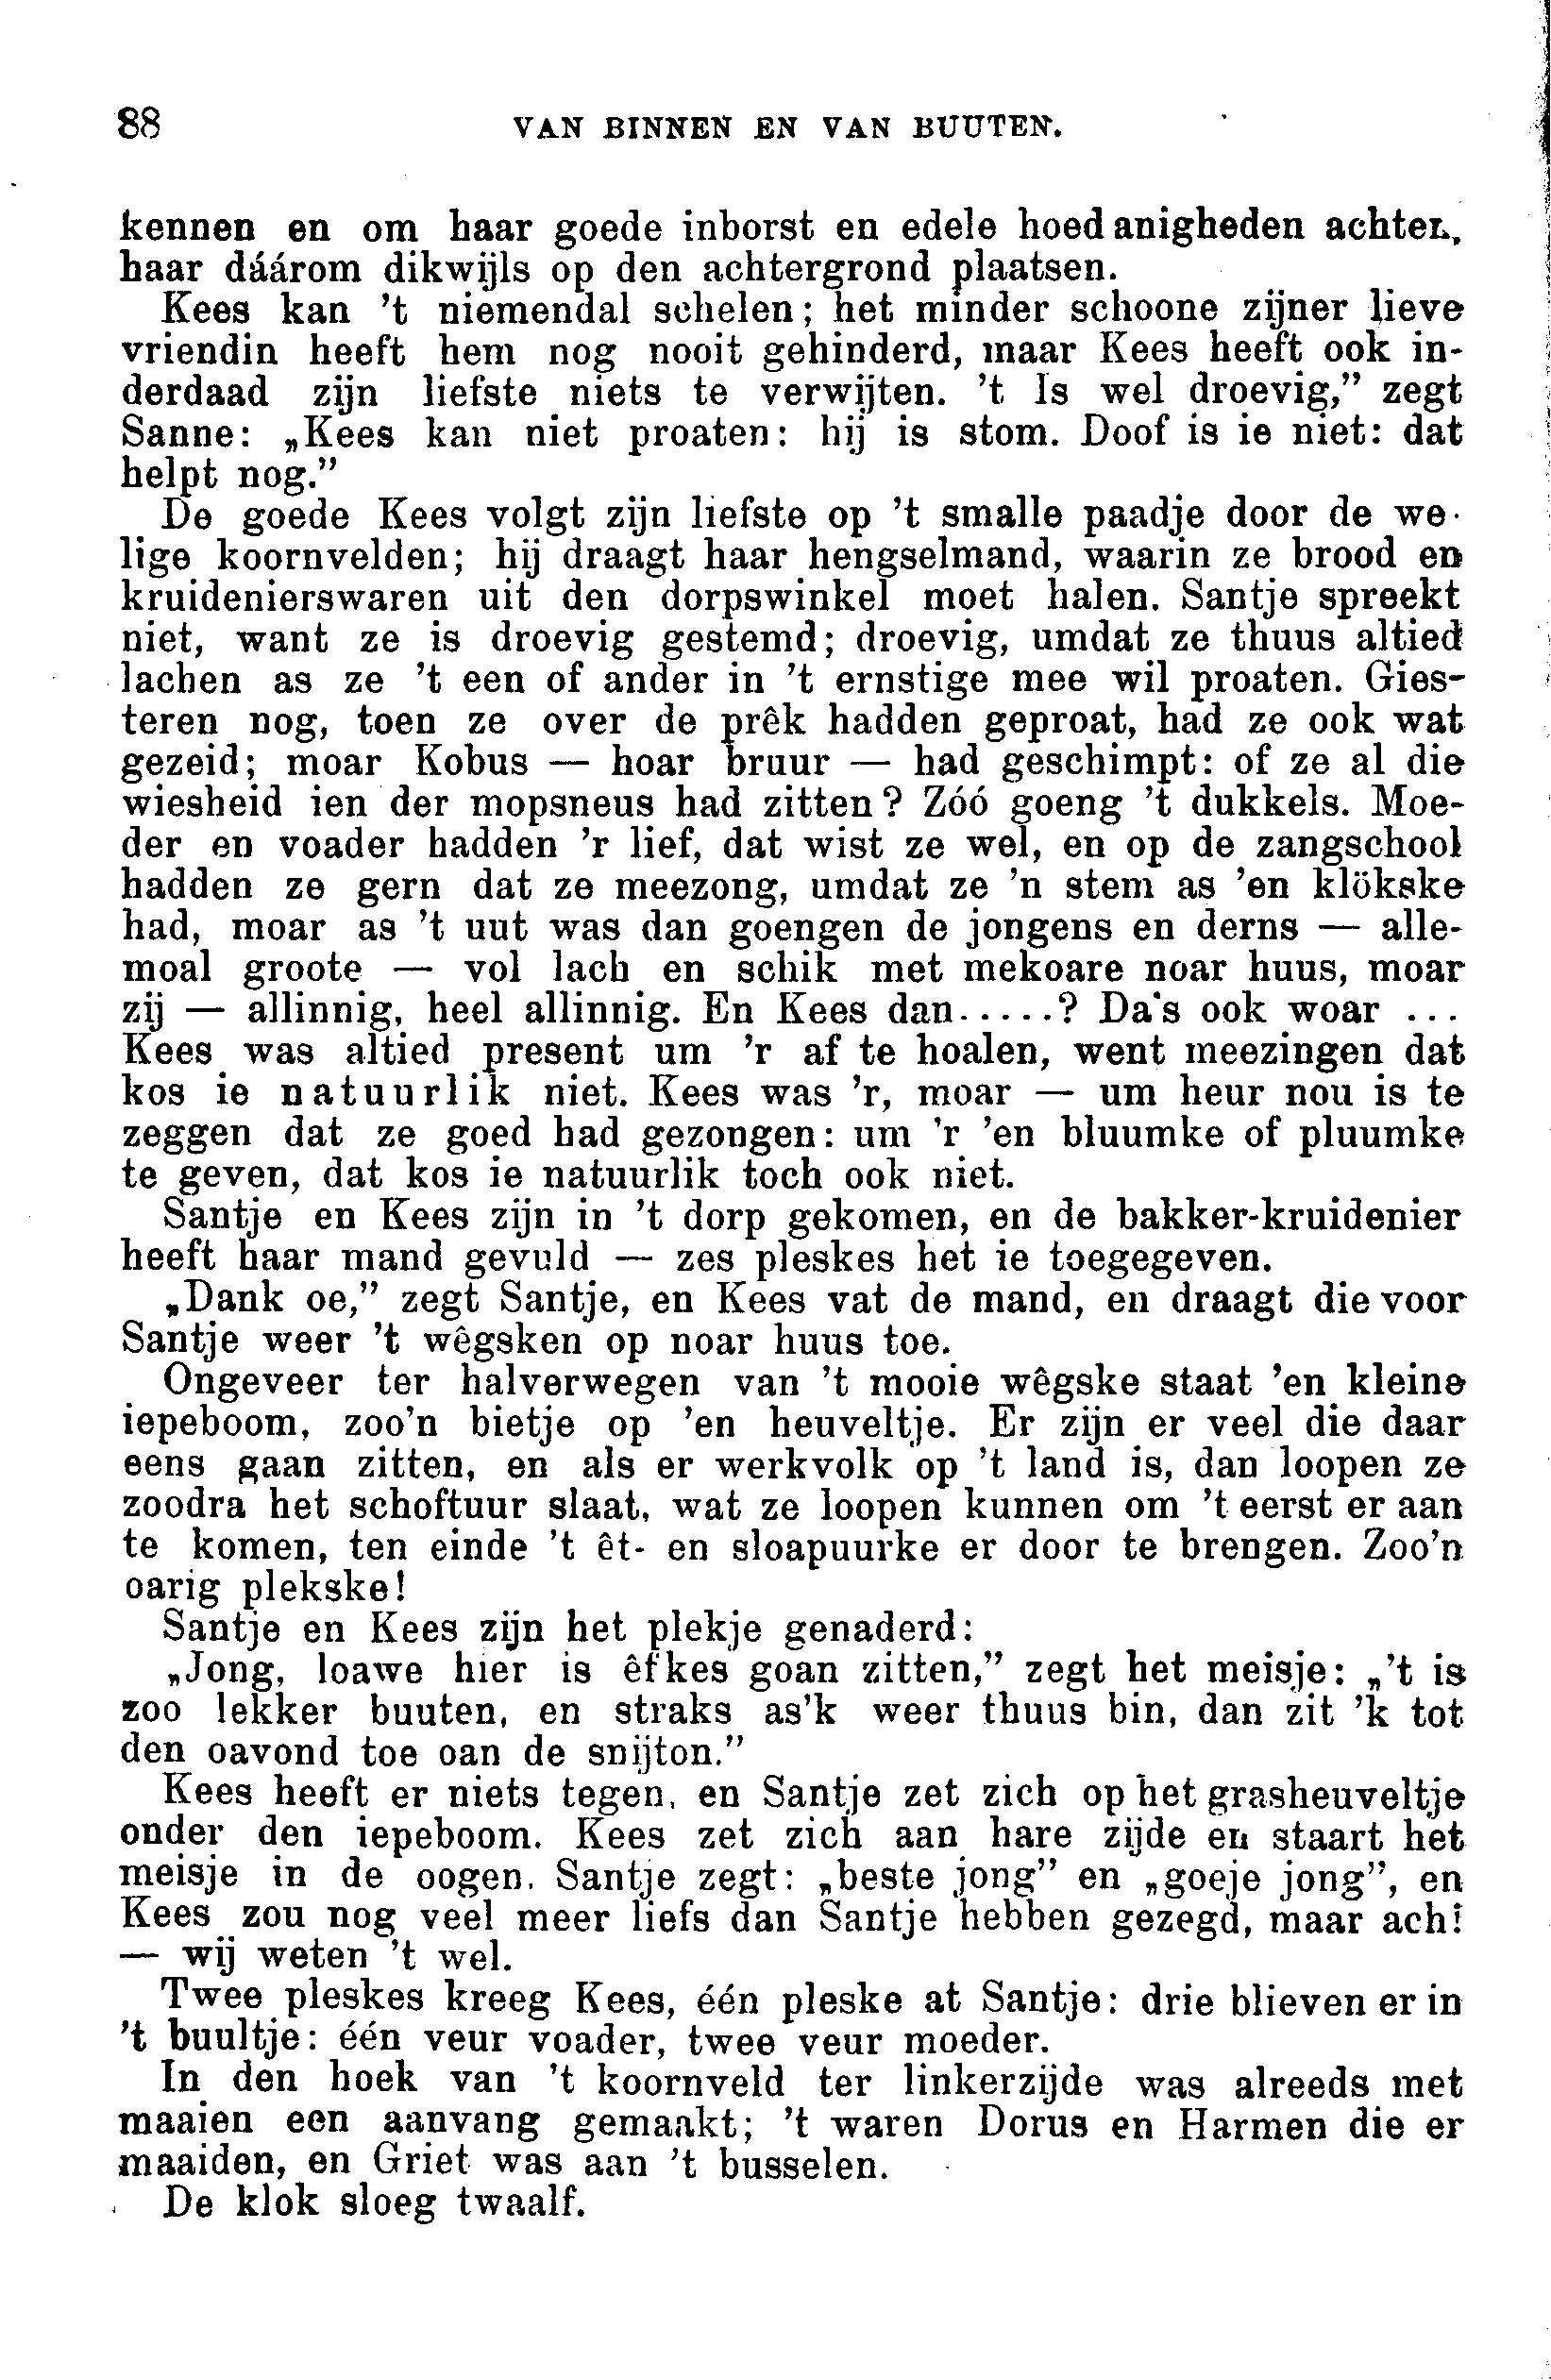 88 VAN BINNEN EN VAN BUUTEN.
kennen en om haar goede inborst en edele hoedanigheden achten,
haar dáárom dikwijls op den achtergrond plaatsen.
Kees kan 't niemendal schelen; het minder schoone zijner lieve
vriendin heeft hem nog nooit gehinderd, maar Kees heeft ook in-
derdaad zijn liefste niets te verwijten. 't Is wel droevig,” zegt
Sanne: „Kees kan niet proaten: hij is stom. Doof is ie niet: dat
helpt nog.”
De goede Kees volgt zijn liefste op 't smalle paadje door de we-
lige koornvelden; hij draagt haar hengselmand, waarin ze brood en
kruidenierswaren uit den dorpswinkel moet halen. Santje spreekt
niet, want ze is droevig gestemd; droevig, umdat ze thuus altied
lachen as ze 't een of ander in 't ernstige mee wil proaten. Gies-
teren nog, toen ze over de prêk hadden geproat, had ze ook wat
gezeid; moar Kobus — hoar bruur — had geschimpt: of ze al die
wiesheid ien der mopsneus had zitten? Zóó goeng 't dukkels. Moe-
der en voader hadden 'r lief, dat wist ze wel, en op de zangschool
hadden ze gern dat ze meezong, umdat ze 'n stem as 'en klökske
had, moar as 't uut was dan goengen de jongens en derns — alle-
moal groote — vol lach en schik met mekoare noar huus, moar
zij — allinnig, heel allinnig. En Kees dan.....? Da's ook woar ...
Kees was altied present um 'r af te hoalen, went meezingen dat
kos ie natuurlik niet. Kees was 'r, moar — um heur nou is te
zeggen dat ze goed had gezongen: um 'r 'en bluumke of pluumke
te geven, dat kos ie natuurlik toch ook niet.
Santje en Kees zijn in 't dorp gekomen, en de bakker-kruidenier
heeft haar mand gevuld — zes pleskes het ie toegegeven.
„Dank oe,” zegt Santje, en Kees vat de mand, en draagt die voor
Santje weer 't wêgsken op noar huus toe.
Ongeveer ter halverwegen van 't mooie wêgske staat 'en kleine
iepeboom, zoo'n bietje op 'en heuveltje. Er zijn er veel die daar
eens gaan zitten, en als er werkvolk op 't land is, dan loopen ze
zoodra het schoftuur slaat, wat ze loopen kunnen om 't eerst er aan
te komen, ten einde 't êt- en sloapuurke er door te brengen. Zoo'n
oarig plekske!
Santje en Kees zijn het plekje genaderd:
„Jong, loawe hier is êfkes goan zitten,” zegt het meisje: „'t is
zoo lekker buuten, en straks as'k weer thuus bin, dan zit 'k tot
den oavond toe oan de snijton.”
Kees heeft er niets tegen, en Santje zet zich op het grasheuveltje
onder den iepeboom. Kees zet zich aan hare zijde en staart het
meisje in de oogen. Santje zegt: „beste jong” en „goeje jong”, en
Kees zou nog veel meer liefs dan Santje hebben gezegd, maar ach!
— wij weten 't wel.
Twee pleskes kreeg Kees, één pleske at Santje: drie blieven er in
't buultje: één veur voader, twee veur moeder.
In den hoek van 't koornveld ter linkerzijde was alreeds met
maaien een aanvang gemaakt; 't waren Dorus en Harmen die er
maaiden, en Griet was aan 't busselen.
De klok sloeg twaalf.